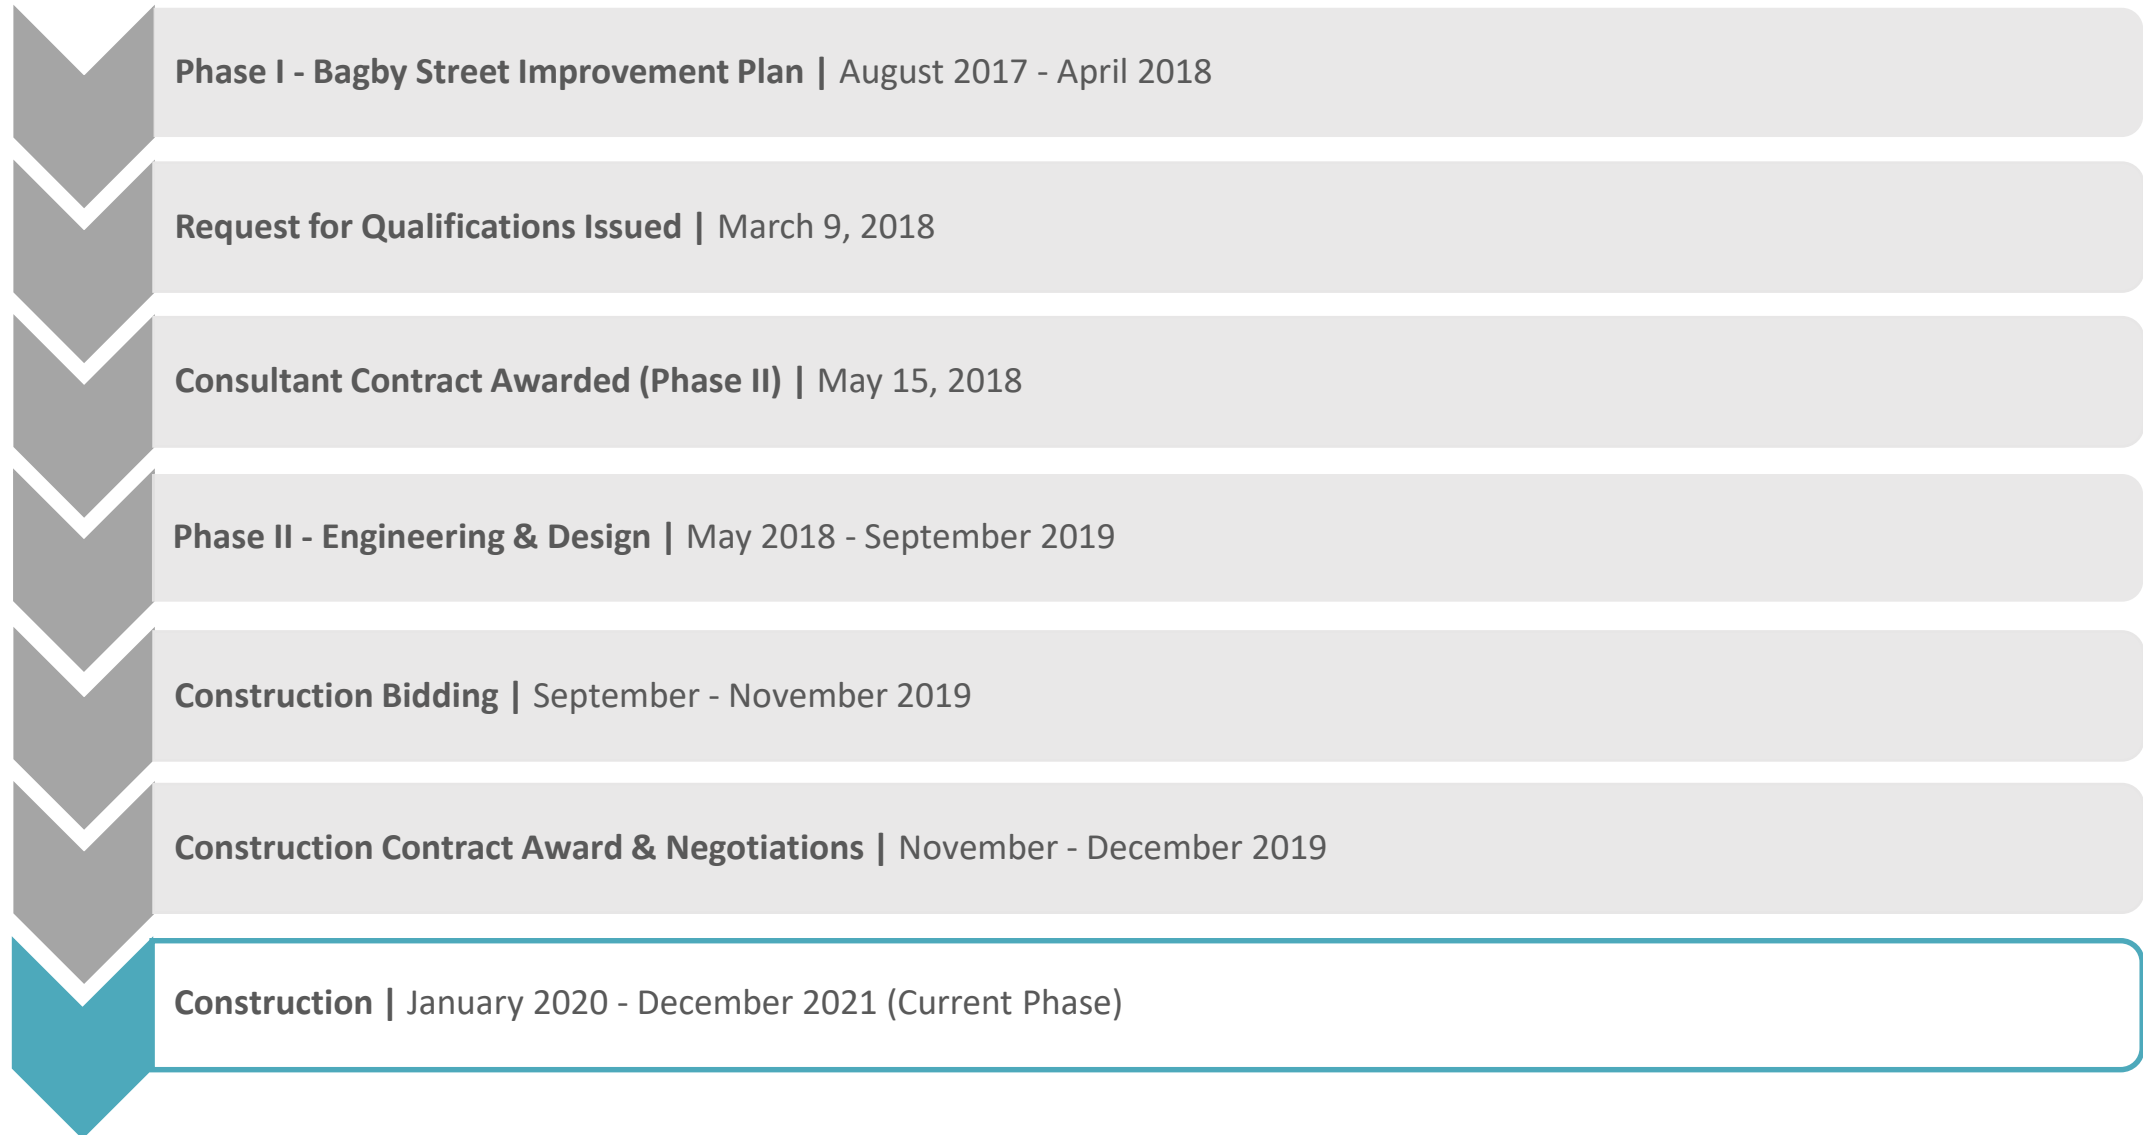 Phase I - Bagby Street Improvement Plan | August 2017 - April 2018
Request for Qualifications Issued | March 9, 2018
Consultant Contract Awarded (Phase II) | May 15, 2018
Phase II - Engineering & Design | May 2018 - September 2019
Construction Bidding | September - November 2019
Construction Contract Award & Negotiations | November - December 2019
Construction | January 2020 - December 2021 (Current Phase)